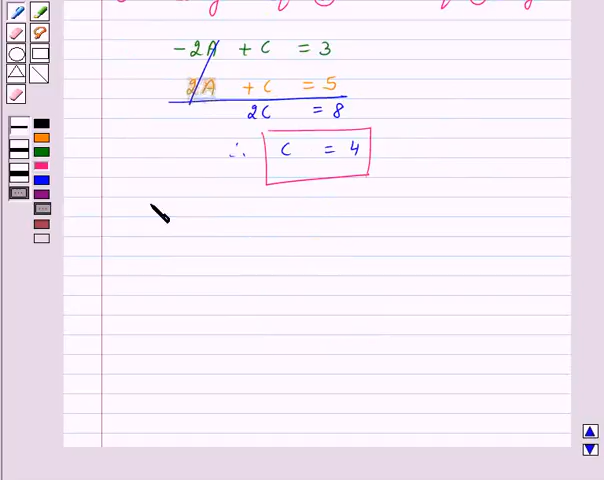 -2A + C = 3
2A + C = 5
2C = 8
∴ C = 4